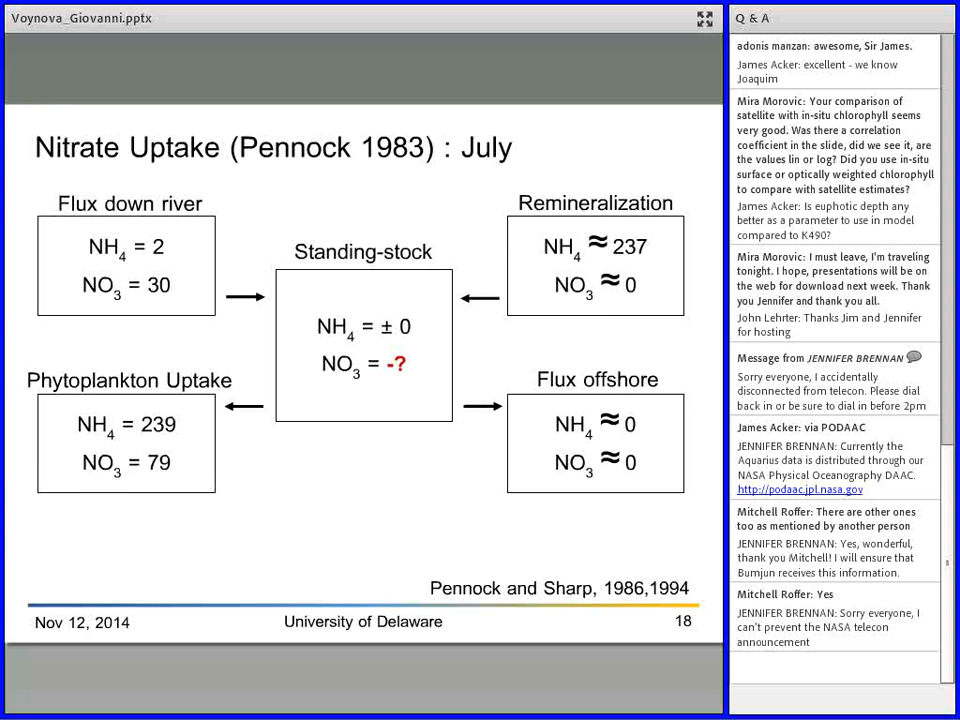 Voynova_Giovanni.pptx
Nitrate Uptake (Pennock 1983) : July
Flux down river
NH4 = 2
NO3 = 30
Standing-stock
NH4 = ± 0
NO3 = -?
Remineralization
NH4 ≈ 237
NO3 ≈ 0
Phytoplankton Uptake
NH4 = 239
NO3 = 79
Flux offshore
NH4 ≈ 0
NO3 ≈ 0
Pennock and Sharp, 1986,1994
Nov 12, 2014
University of Delaware
18
Q & A
adonis manzan: awesome, Sir James.
James Acker: excellent - we know
Joaquim
Mira Morovic: Your comparison of
satellite with in-situ chlorophyll seems
very good. Was there a correlation
coefficient in the slide, did we see it, are
the values lin or log? Did you use in-situ
surface or optically weighted chlorophyll
to compare with satellite estimates?
James Acker: Is euphotic depth any
better as a parameter to use in model
compared to K490?
Mira Morovic: I must leave, I'm traveling
tonight. I hope, presentations will be on
the web for download next week. Thank
you Jennifer and thank you all.
John Lehrter: Thanks Jim and Jennifer
for hosting
Message from JENNIFER BRENNAN
Sorry everyone, I accidentally
disconnected from telecon. Please dial
back in or be sure to dial in before 2pm
James Acker: via PODAAC
JENNIFER BRENNAN: Currently the
Aquarius data is distributed through our
NASA Physical Oceanography DAAC.
http://podaac.jpl.nasa.gov
Mitchell Roffer: There are other ones
too as mentioned by another person
JENNIFER BRENNAN: Yes, wonderful,
thank you Mitchell! I will ensure that
Bumjun receives this information.
Mitchell Roffer: Yes
JENNIFER BRENNAN: Sorry everyone, I
can't prevent the NASA telecon
announcement